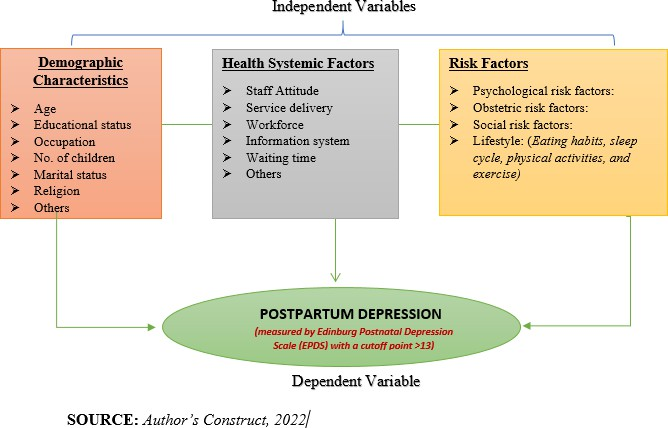 Independent Variables
Demographic
Characteristics
➢ Age
➢ Educational status
➢ Occupation
➢ No. of children
➢ Marital status
➢ Religion
➢ Others
Health Systemic Factors
➢ Staff Attitude
➢ Service delivery
➢ Workforce
➢ Information system
➢ Waiting time
➢ Others
Risk Factors
➢ Psychological risk factors:
➢ Obstetric risk factors:
➢ Social risk factors:
➢ Lifestyle: (Eating habits, sleep
cycle, physical activities, and
exercise)
POSTPARTUM DEPRESSION
(measured by Edinburg Postnatal Depression
Scale (EPDS) with a cutoff point >13)
Dependent Variable
SOURCE: Author's Construct, 2022